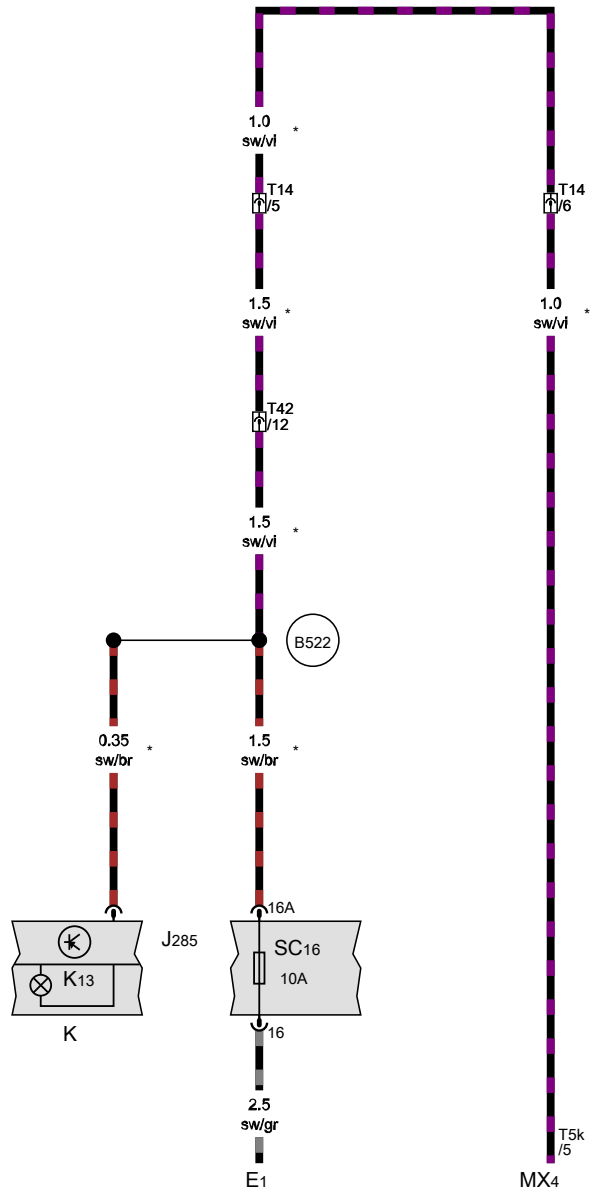 1.0
sw/vi *
T14
/5
T14
/6
1.5
sw/vi *
1.0
sw/vi *
T42
/12
1.5
sw/vi *
B522
0.35
sw/br *
1.5
sw/br *
16A
J285
SC16
K13
10A
K
16
2.5
sw/gr
T5k
/5
E1
MX4